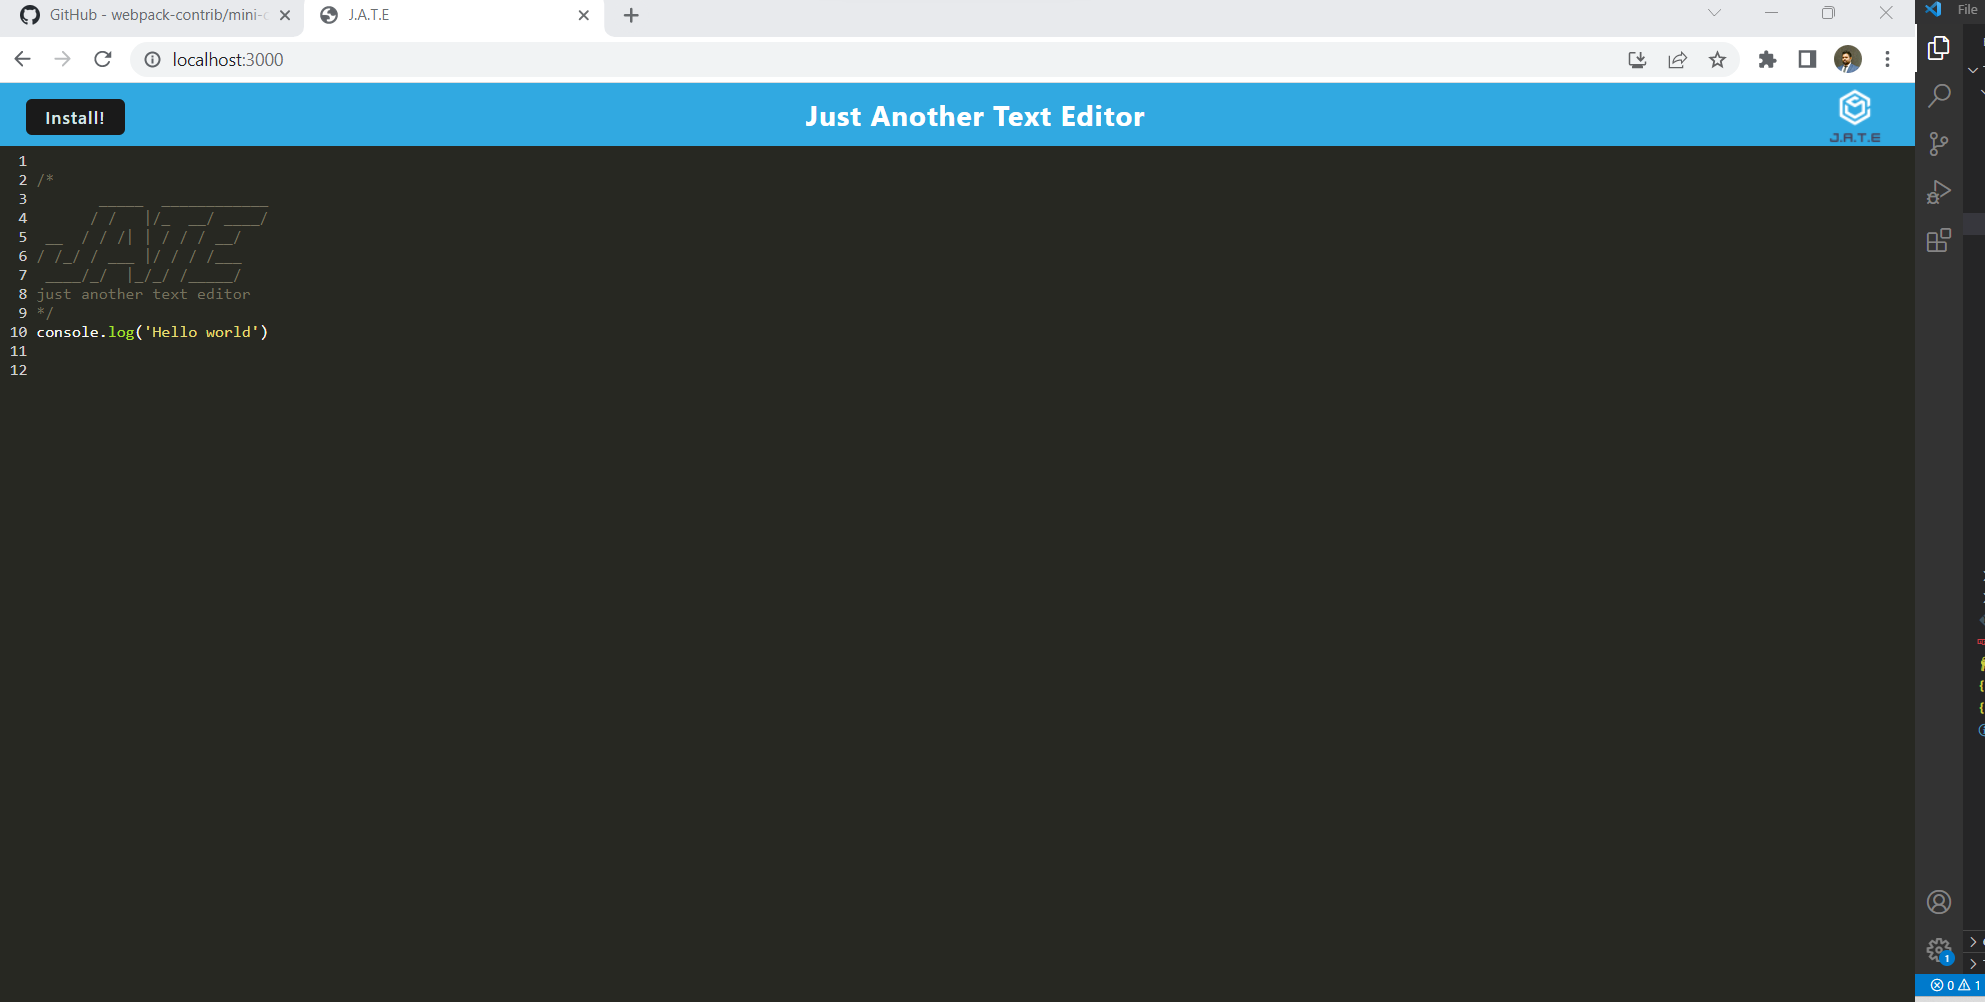 GitHub - webpack-contrib/mini-c
J.A.T.E
File
localhost:3000
Install!
Just Another Text Editor
J.A.T.E
1
2 /*
3        _____  ____________
4       / /   |/_  __/ ____/
5  __  / / /| | / / / __/
6 / /_/ / ___ |/ / / /___
7  ____/_/  |_/_/ /_____/
8 just another text editor
9 */
10 console.log('Hello world')
11
12
1
0 1